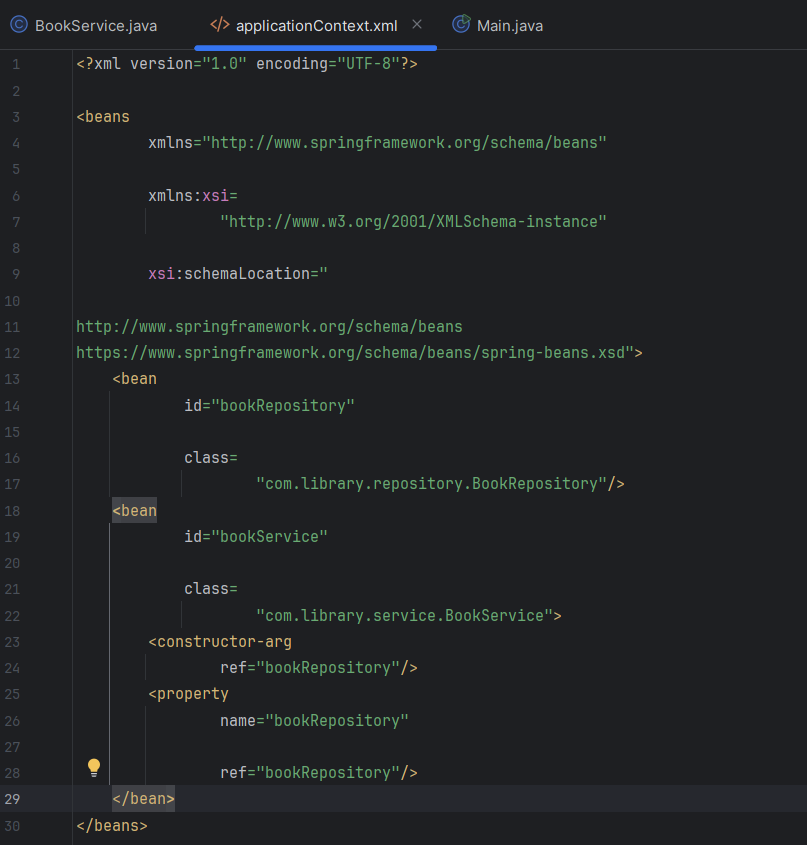 BookService.java </> applicationContext.xml × Main.java
1 <?xml version="1.0" encoding="UTF-8"?>
2
3 <beans
4 xmlns="http://www.springframework.org/schema/beans"
5
6 xmlns:xsi=
7 "http://www.w3.org/2001/XMLSchema-instance"
8
9 xsi:schemaLocation="
10
11 http://www.springframework.org/schema/beans
12 https://www.springframework.org/schema/beans/spring-beans.xsd">
13 <bean
14 id="bookRepository"
15
16 class=
17 "com.library.repository.BookRepository"/>
18 <bean
19 id="bookService"
20
21 class=
22 "com.library.service.BookService">
23 <constructor-arg
24 ref="bookRepository"/>
25 <property
26 name="bookRepository"
27
28 ref="bookRepository"/>
29 </bean>
30 </beans>